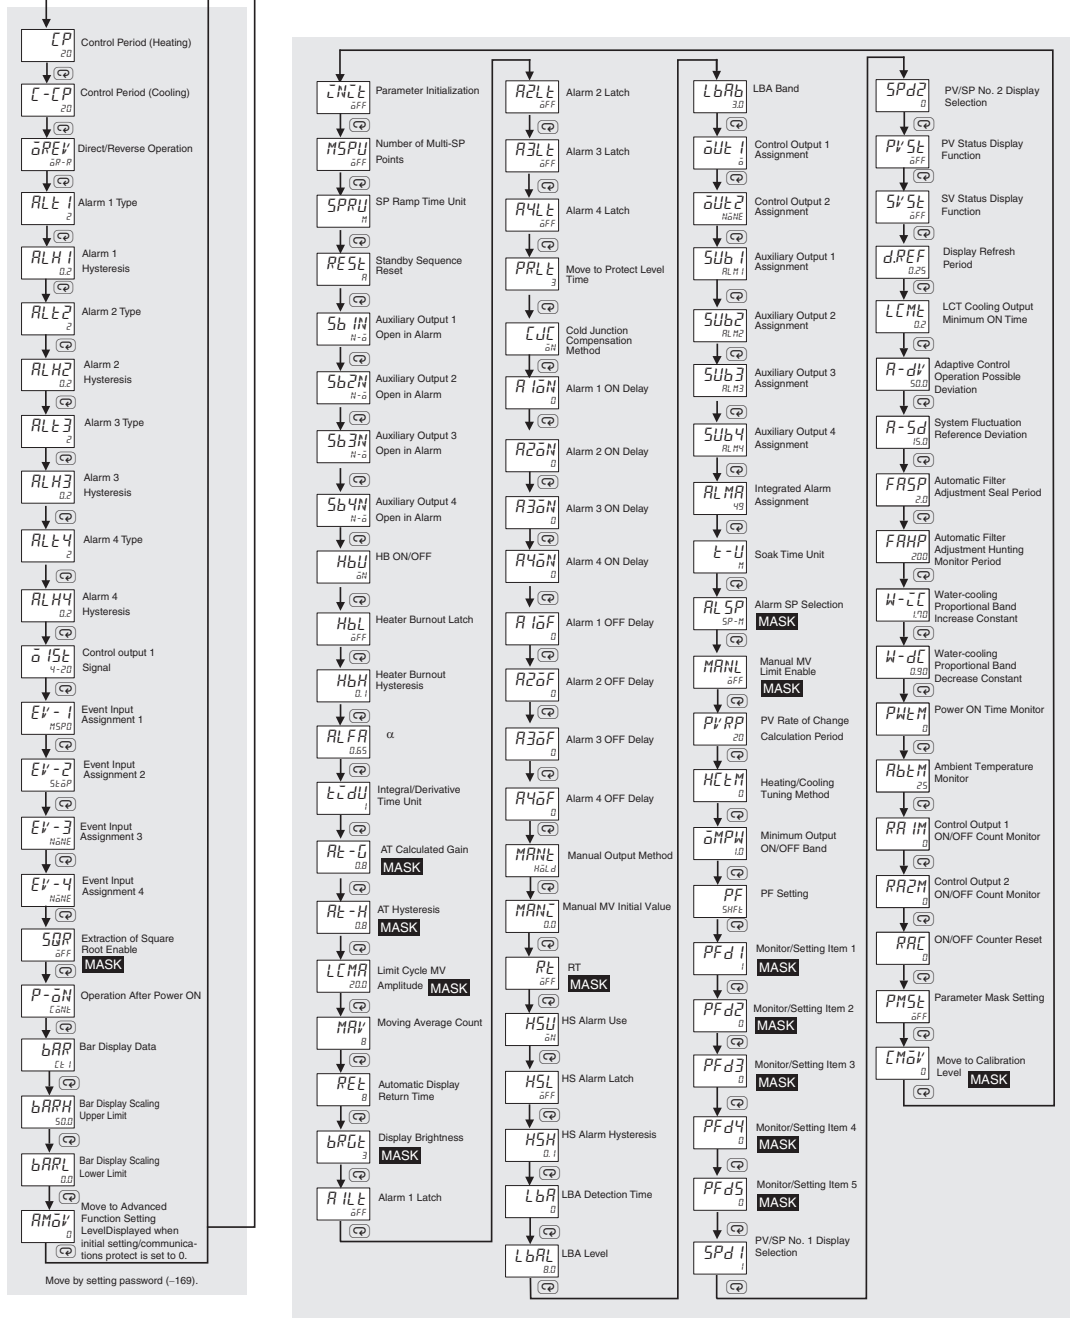 CP
20
Control Period (Heating)
C-CP
20
Control Period (Cooling)
oREV
oR-R
Direct/Reverse Operation
ALt1
2
Alarm 1 Type
ALH1
0.2
Alarm 1
Hysteresis
ALt2
2
Alarm 2 Type
ALH2
0.2
Alarm 2
Hysteresis
ALt3
2
Alarm 3 Type
ALH3
0.2
Alarm 3
Hysteresis
ALt4
2
Alarm 4 Type
ALH4
0.2
Alarm 4
Hysteresis
o1St
4-20
Control output 1
Signal
EV-1
MSP0
Event Input
Assignment 1
EV-2
StoP
Event Input
Assignment 2
EV-3
NoNE
Event Input
Assignment 3
EV-4
NoNE
Event Input
Assignment 4
SQR
oFF
Extraction of Square
Root Enable
MASK
P-oN
CoNt
Operation After Power ON
bAR
Ct1
Bar Display Data
bARH
50.0
Bar Display Scaling
Upper Limit
bARL
0.0
Bar Display Scaling
Lower Limit
AMoV
0
Move to Advanced
Function Setting
LevelDisplayed when
initial setting/communica-
tions protect is set to 0.
Move by setting password (−169).
iNit
oFF
Parameter Initialization
MSPU
oFF
Number of Multi-SP
Points
SPRU
M
SP Ramp Time Unit
RESt
A
Standby Sequence
Reset
Sb1N
N-o
Auxiliary Output 1
Open in Alarm
Sb2N
N-o
Auxiliary Output 2
Open in Alarm
Sb3N
N-o
Auxiliary Output 3
Open in Alarm
Sb4N
N-o
Auxiliary Output 4
Open in Alarm
HbU
oN
HB ON/OFF
HbL
oFF
Heater Burnout Latch
HbH
0.1
Heater Burnout
Hysteresis
ALFA
0.65
α
tidU
1
Integral/Derivative
Time Unit
At-G
0.8
AT Calculated Gain
MASK
At-H
0.8
AT Hysteresis
MASK
LCMA
20.0
Limit Cycle MV
Amplitude MASK
MAV
8
Moving Average Count
REt
8
Automatic Display
Return Time
bRGt
3
Display Brightness
MASK
A1Lt
oFF
Alarm 1 Latch
A2Lt
oFF
Alarm 2 Latch
A3Lt
oFF
Alarm 3 Latch
A4Lt
oFF
Alarm 4 Latch
PRLt
3
Move to Protect Level
Time
CJC
oN
Cold Junction
Compensation
Method
A1oN
0
Alarm 1 ON Delay
A2oN
0
Alarm 2 ON Delay
A3oN
0
Alarm 3 ON Delay
A4oN
0
Alarm 4 ON Delay
A1oF
0
Alarm 1 OFF Delay
A2oF
0
Alarm 2 OFF Delay
A3oF
0
Alarm 3 OFF Delay
A4oF
0
Alarm 4 OFF Delay
MANt
HoLd
Manual Output Method
MANi
0.0
Manual MV Initial Value
Rt
oFF
RT
MASK
HSU
oN
HS Alarm Use
HSL
oFF
HS Alarm Latch
HSH
0.1
HS Alarm Hysteresis
LbA
0
LBA Detection Time
LbAL
8.0
LBA Level
LbAb
3.0
LBA Band
oUt1
o
Control Output 1
Assignment
oUt2
NoNE
Control Output 2
Assignment
SUb1
ALM1
Auxiliary Output 1
Assignment
SUb2
ALM2
Auxiliary Output 2
Assignment
SUb3
ALM3
Auxiliary Output 3
Assignment
SUb4
ALM4
Auxiliary Output 4
Assignment
ALMA
49
Integrated Alarm
Assignment
t-U
M
Soak Time Unit
ALSP
SP-M
Alarm SP Selection
MASK
MANL
oFF
Manual MV
Limit Enable
MASK
PVRP
20
PV Rate of Change
Calculation Period
HCtM
0
Heating/Cooling
Tuning Method
oMPW
1.0
Minimum Output
ON/OFF Band
PF
SHFt
PF Setting
PFd1
1
Monitor/Setting Item 1
MASK
PFd2
0
Monitor/Setting Item 2
MASK
PFd3
0
Monitor/Setting Item 3
MASK
PFd4
0
Monitor/Setting Item 4
MASK
PFd5
0
Monitor/Setting Item 5
MASK
SPd1
1
PV/SP No. 1 Display
Selection
SPd2
0
PV/SP No. 2 Display
Selection
PVSt
oFF
PV Status Display
Function
SVSt
oFF
SV Status Display
Function
d.REF
0.25
Display Refresh
Period
LCMt
0.2
LCT Cooling Output
Minimum ON Time
A-dV
50.0
Adaptive Control
Operation Possible
Deviation
A-Sd
15.0
System Fluctuation
Reference Deviation
FASP
2.0
Automatic Filter
Adjustment Seal Period
FAHP
20.0
Automatic Filter
Adjustment Hunting
Monitor Period
W-iC
1.70
Water-cooling
Proportional Band
Increase Constant
W-dC
0.90
Water-cooling
Proportional Band
Decrease Constant
PWtM
0
Power ON Time Monitor
AbtM
25
Ambient Temperature
Monitor
RA1M
0
Control Output 1
ON/OFF Count Monitor
RA2M
0
Control Output 2
ON/OFF Count Monitor
RAC
0
ON/OFF Counter Reset
PMSt
oFF
Parameter Mask Setting
CMoV
0
Move to Calibration
Level MASK